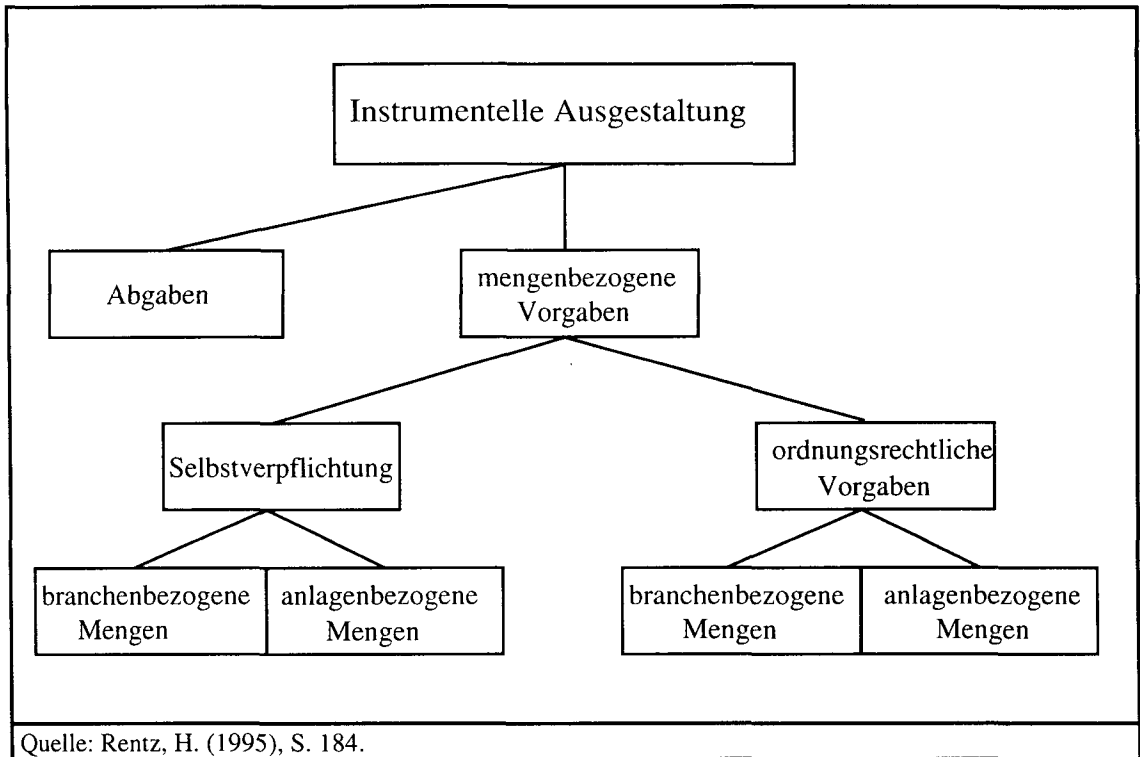 Instrumentelle Ausgestaltung
Abgaben
mengenbezogene
Vorgaben
Selbstverpflichtung
ordnungsrechtliche
Vorgaben
branchenbezogene
Mengen
anlagenbezogene
Mengen
branchenbezogene
Mengen
anlagenbezogene
Mengen
Quelle: Rentz, H. (1995), S. 184.